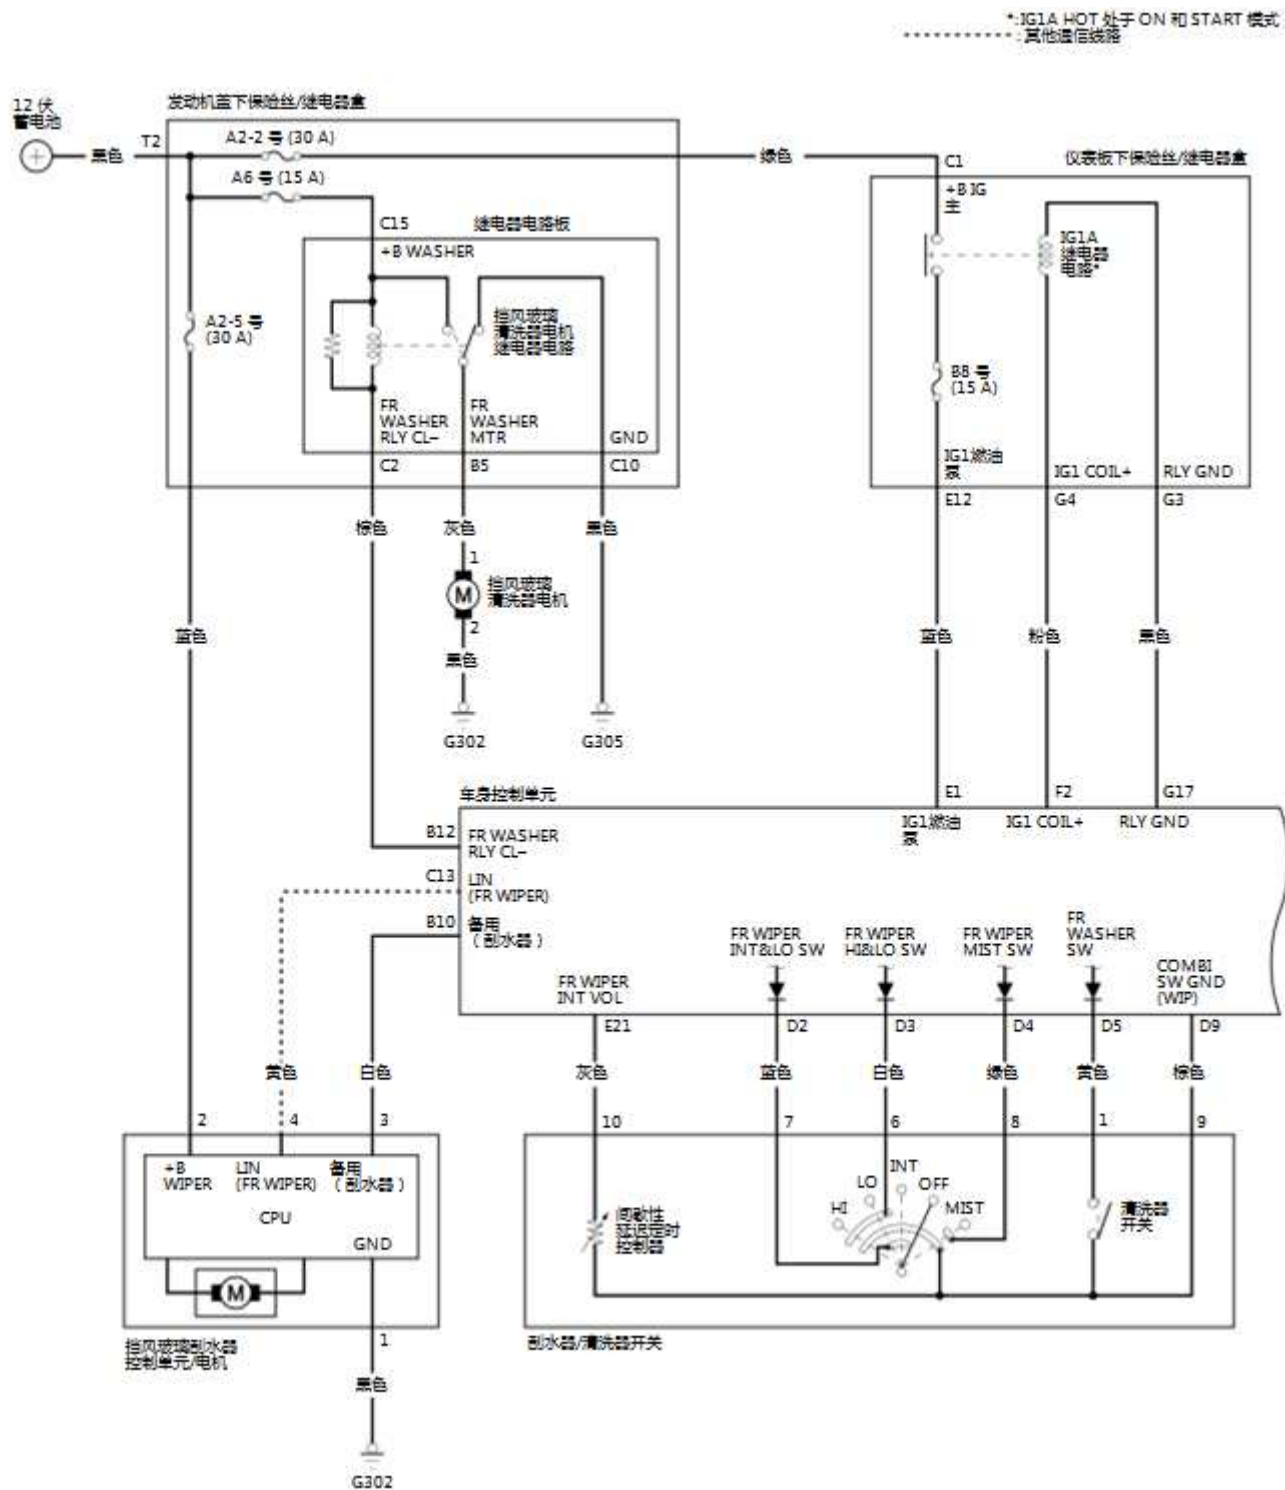 *:IG1A HOT 处于 ON 和 START 模式
: 其他通信线路
12 伏
蓄电池
黑色
T2
发动机盖下保险丝/继电器盒
A2-2 号 (30 A)
A6 号 (15 A)
绿色
C1
仪表板下保险丝/继电器盒
+B IG
主
C15
继电器电路板
+B WASHER
IG1A
继电器
电路*
A2-5 号
(30 A)
挡风玻璃
清洗器电机
继电器电路
B8 号
(15 A)
FR
WASHER
RLY CL−
FR
WASHER
MTR
GND
IG1燃油
泵
IG1 COIL+
RLY GND
C2
B5
C10
E12
G4
G3
棕色
灰色
黑色
1
M
挡风玻璃
清洗器电机
2
蓝色
黑色
蓝色
粉色
黑色
G302
G305
车身控制单元
E1
F2
G17
IG1燃油
泵
IG1 COIL+
RLY GND
B12
FR WASHER
RLY CL−
C13
LIN
(FR WIPER)
B10
备用
（刮水器）
FR WIPER
INT VOL
FR WIPER
INT&LO SW
FR WIPER
HI&LO SW
FR WIPER
MIST SW
FR
WASHER
SW
COMBI
SW GND
(WIP)
E21
D2
D3
D4
D5
D9
黄色
白色
灰色
蓝色
白色
绿色
黄色
棕色
2
4
3
10
7
6
8
1
9
+B
WIPER
LIN
(FR WIPER)
备用
（刮水器）
CPU
GND
M
间歇性
延迟定时
控制器
HI
LO
INT
OFF
MIST
清洗器
开关
挡风玻璃刮水器
控制单元/电机
1
刮水器/清洗器开关
黑色
G302